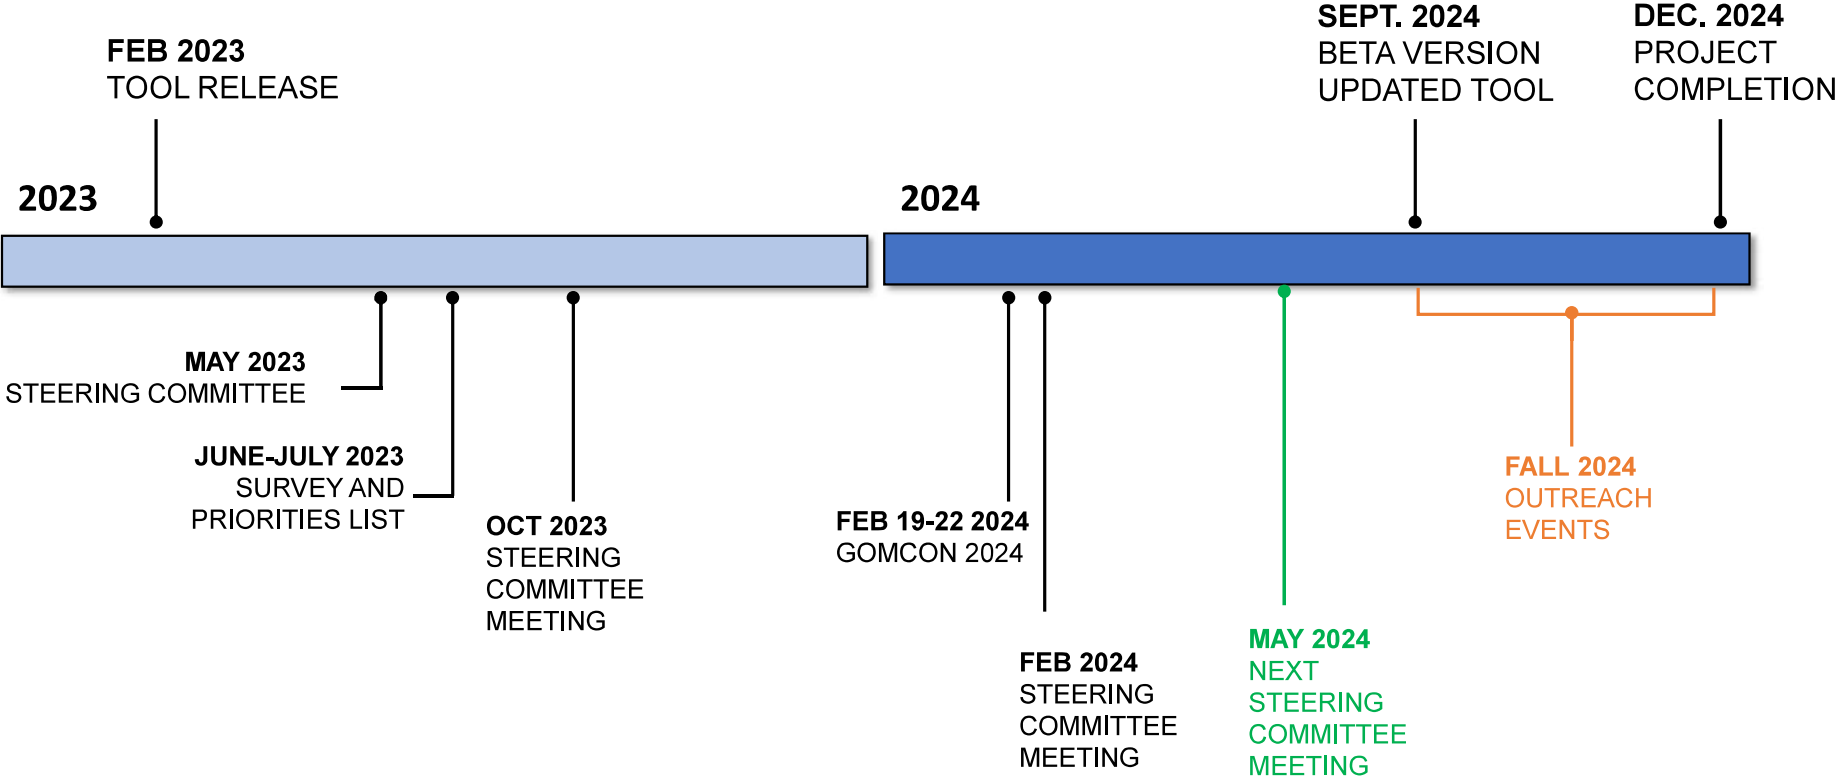 FEB 2023
TOOL RELEASE
SEPT. 2024
BETA VERSION
UPDATED TOOL
DEC. 2024
PROJECT
COMPLETION
2023
2024
MAY 2023
STEERING COMMITTEE
JUNE-JULY 2023
SURVEY AND
PRIORITIES LIST
OCT 2023
STEERING
COMMITTEE
MEETING
FEB 19-22 2024
GOMCON 2024
FEB 2024
STEERING
COMMITTEE
MEETING
MAY 2024
NEXT
STEERING
COMMITTEE
MEETING
FALL 2024
OUTREACH
EVENTS